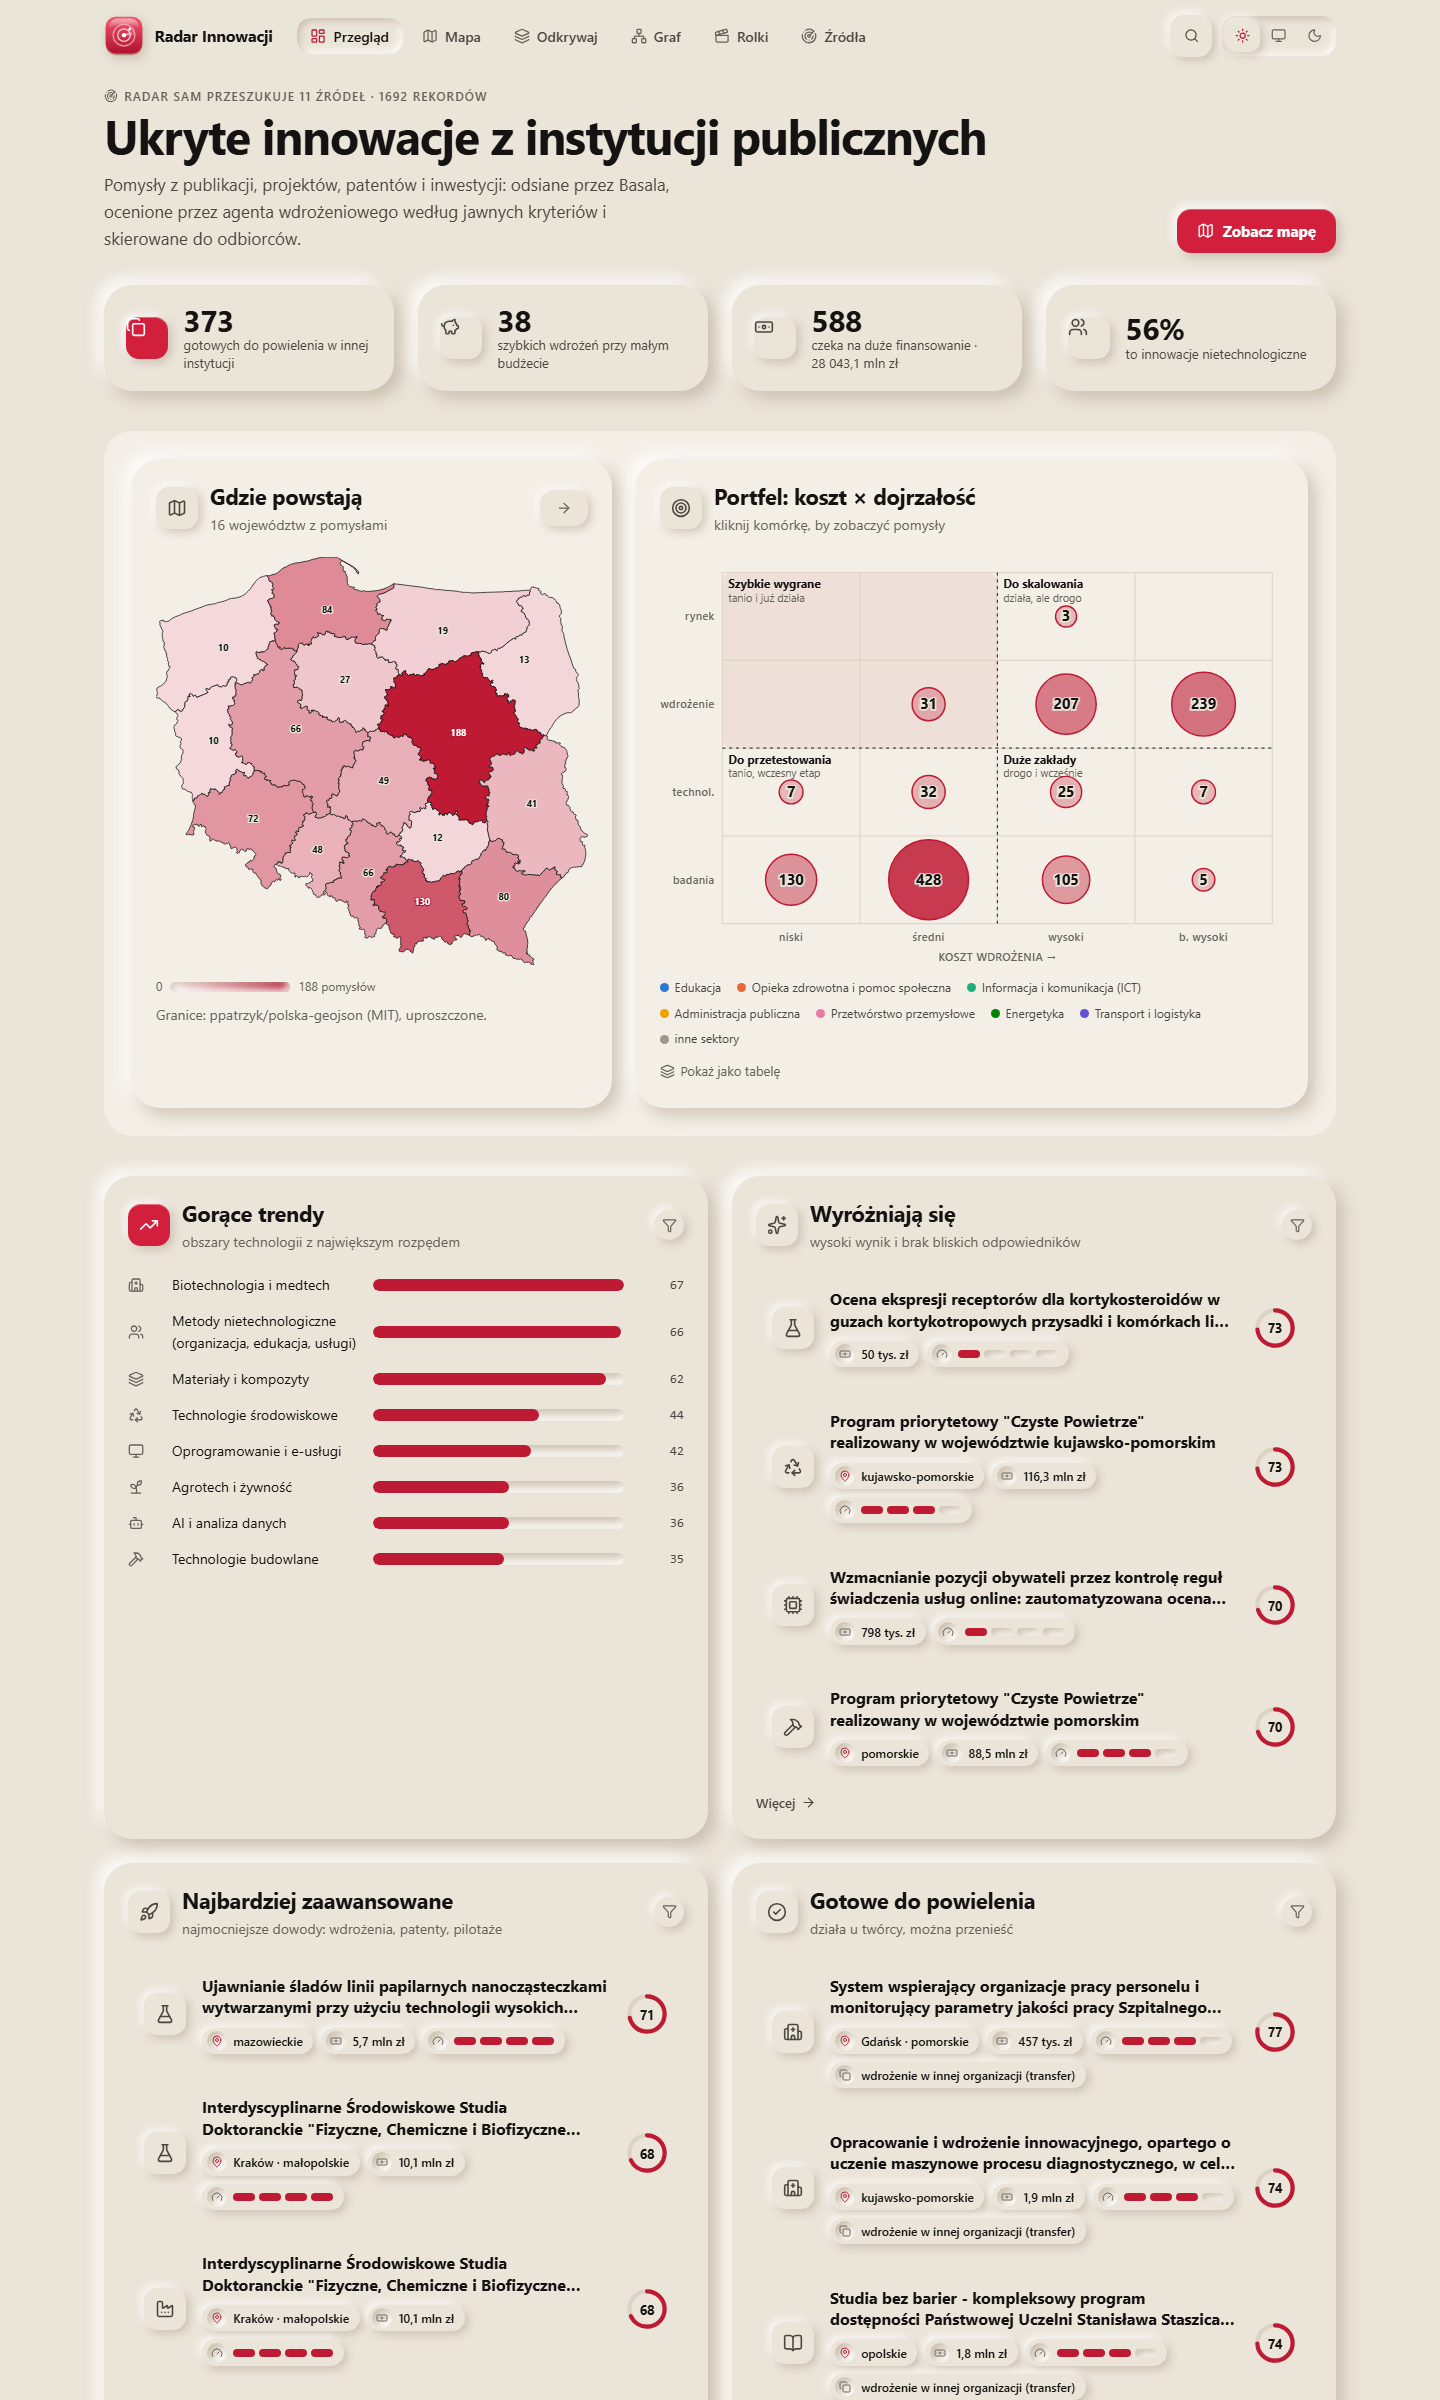 Radar Innowacji
Przegląd
Mapa
Odkrywaj
Graf
Rolki
Źródła
RADAR SAM PRZESZUKUJE 11 ŹRÓDEŁ · 1692 REKORDÓW
Ukryte innowacje z instytucji publicznych
Pomysły z publikacji, projektów, patentów i inwestycji: odsiane przez Basala,
ocenione przez agenta wdrożeniowego według jawnych kryteriów i
skierowane do odbiorców.
Zobacz mapę
373
gotowych do powielenia w innej
instytucji
38
szybkich wdrożeń przy małym
budżecie
588
czeka na duże finansowanie ·
28 043,1 mln zł
56%
to innowacje nietechnologiczne
Gdzie powstają
16 województw z pomysłami
84
19
10
13
27
188
66
10
49
41
72
12
48
66
130
80
0
188 pomysłów
Granice: ppatrzyk/polska-geojson (MIT), uproszczone.
Portfel: koszt × dojrzałość
kliknij komórkę, by zobaczyć pomysły
Szybkie wygrane
tanio i już działa
Do skalowania
działa, ale drogo
rynek
3
wdrożenie
31
207
239
Do przetestowania
tanio, wczesny etap
Duże zakłady
drogo i wcześnie
technol.
7
32
25
7
badania
130
428
105
5
niski
średni
wysoki
b. wysoki
KOSZT WDROŻENIA →
Edukacja
Opieka zdrowotna i pomoc społeczna
Informacja i komunikacja (ICT)
Administracja publiczna
Przetwórstwo przemysłowe
Energetyka
Transport i logistyka
inne sektory
Pokaż jako tabelę
Gorące trendy
obszary technologii z największym rozpędem
Biotechnologia i medtech
67
Metody nietechnologiczne
(organizacja, edukacja, usługi)
66
Materiały i kompozyty
62
Technologie środowiskowe
44
Oprogramowanie i e-usługi
42
Agrotech i żywność
36
AI i analiza danych
36
Technologie budowlane
35
Wyróżniają się
wysoki wynik i brak bliskich odpowiedników
Ocena ekspresji receptorów dla kortykosteroidów w
guzach kortykotropowych przysadki i komórkach li...
50 tys. zł
73
Program priorytetowy "Czyste Powietrze"
realizowany w województwie kujawsko-pomorskim
kujawsko-pomorskie
116,3 mln zł
73
Wzmacnianie pozycji obywateli przez kontrolę reguł
świadczenia usług online: zautomatyzowana ocena...
798 tys. zł
70
Program priorytetowy "Czyste Powietrze"
realizowany w województwie pomorskim
pomorskie
88,5 mln zł
70
Więcej →
Najbardziej zaawansowane
najmocniejsze dowody: wdrożenia, patenty, pilotaże
Ujawnianie śladów linii papilarnych nanocząsteczkami
wytwarzanymi przy użyciu technologii wysokich...
mazowieckie
5,7 mln zł
71
Interdyscyplinarne Środowiskowe Studia
Doktoranckie "Fizyczne, Chemiczne i Biofizyczne...
Kraków · małopolskie
10,1 mln zł
68
Interdyscyplinarne Środowiskowe Studia
Doktoranckie "Fizyczne, Chemiczne i Biofizyczne...
Kraków · małopolskie
10,1 mln zł
68
Gotowe do powielenia
działa u twórcy, można przenieść
System wspierający organizacje pracy personelu i
monitorujący parametry jakości pracy Szpitalnego...
Gdańsk · pomorskie
457 tys. zł
wdrożenie w innej organizacji (transfer)
77
Opracowanie i wdrożenie innowacyjnego, opartego o
uczenie maszynowe procesu diagnostycznego, w cel...
kujawsko-pomorskie
1,9 mln zł
wdrożenie w innej organizacji (transfer)
74
Studia bez barier - kompleksowy program
dostępności Państwowej Uczelni Stanisława Staszica...
opolskie
1,8 mln zł
wdrożenie w innej organizacji (transfer)
74